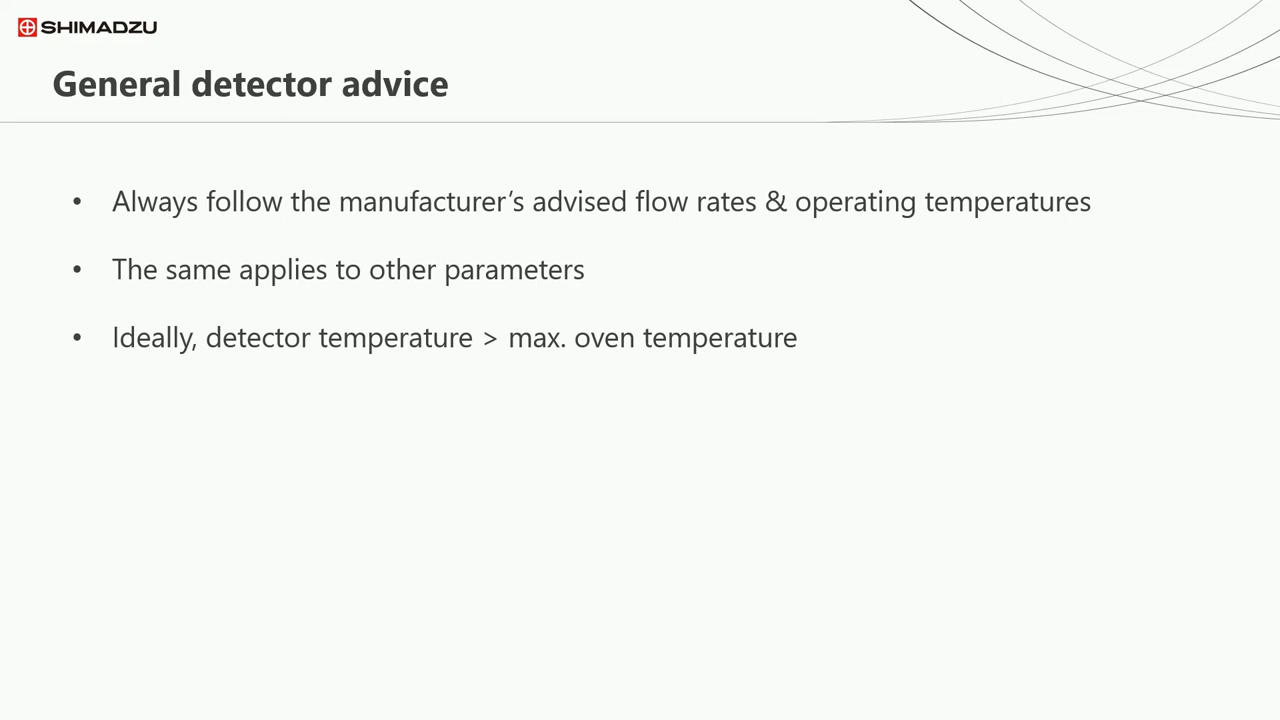 SHIMADZU
General detector advice
• Always follow the manufacturer’s advised flow rates & operating temperatures
• The same applies to other parameters
• Ideally, detector temperature > max. oven temperature